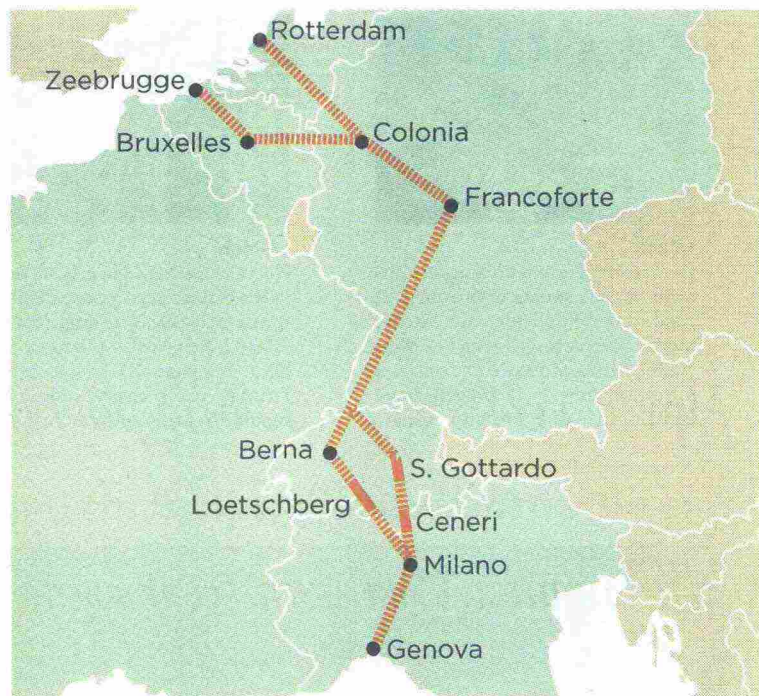 Rotterdam
Zeebrugge
Bruxelles
Colonia
Francoforte
Berna
S. Gottardo
Loetschberg
Ceneri
Milano
Genova